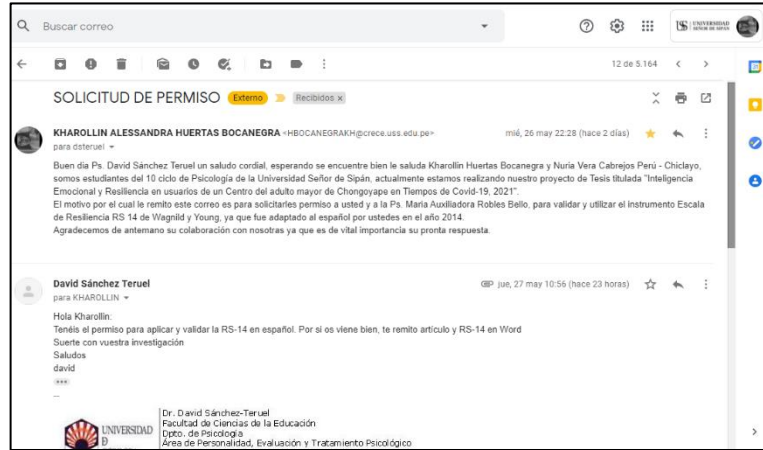 Buscar correo
USS UNIVERSIDAD SEÑOR DE SIPÁN
12 de 5.164
SOLICITUD DE PERMISO Externo Recibidos x
KHAROLLIN ALESSANDRA HUERTAS BOCANEGRA <HBOCANEGRAKH@crece.uss.edu.pe> mié, 26 may 22:28 (hace 2 días)
para dsteruel
Buen día Ps. David Sánchez Teruel un saludo cordial, esperando se encuentre bien le saluda Kharollin Huertas Bocanegra y Nuria Vera Cabrejos Perú - Chiclayo,
somos estudiantes del 10 ciclo de Psicología de la Universidad Señor de Sipán, actualmente estamos realizando nuestro proyecto de Tesis titulada "Inteligencia
Emocional y Resiliencia en usuarios de un Centro del adulto mayor de Chongoyape en Tiempos de Covid-19, 2021".
El motivo por el cual le remito este correo es para solicitarles permiso a usted y a la Ps. Maria Auxiliadora Robles Bello, para validar y utilizar el instrumento Escala
de Resiliencia RS 14 de Wagnild y Young, ya que fue adaptado al español por ustedes en el año 2014.
Agradecemos de antemano su colaboración con nosotras ya que es de vital importancia su pronta respuesta.
David Sánchez Teruel jue, 27 may 10:56 (hace 23 horas)
para KHAROLLIN
Hola Kharollin:
Tenéis el permiso para aplicar y validar la RS-14 en español. Por si os viene bien, te remito artículo y RS-14 en Word
Suerte con vuestra investigación
Saludos
david
...
--
Dr. David Sánchez-Teruel
Facultad de Ciencias de la Educación
Dpto. de Psicología
Área de Personalidad, Evaluación y Tratamiento Psicológico
UNIVERSIDAD
D